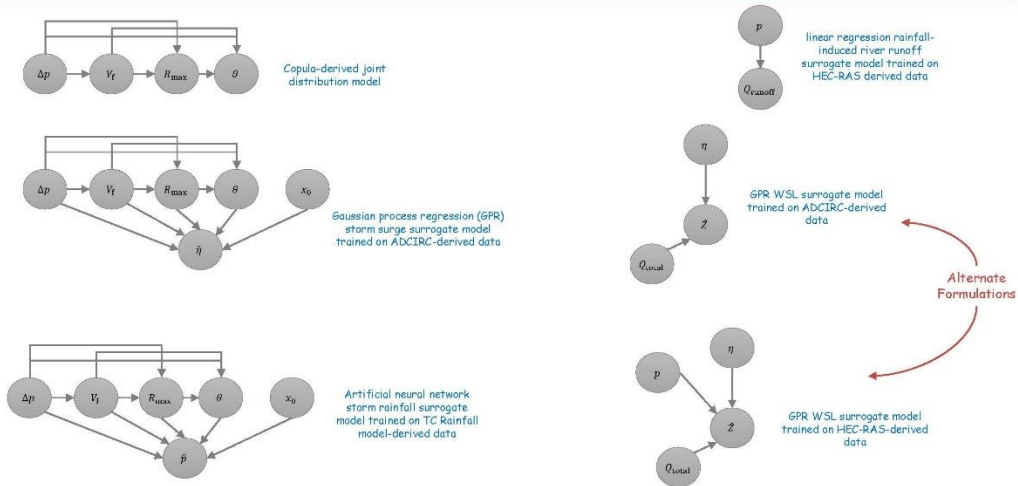 Δp
V_f
R_max
θ
Copula-derived joint
distribution model
Δp
V_f
R_max
θ
x_0
η̂
Gaussian process regression (GPR)
storm surge surrogate model
trained on ADCIRC-derived data
Δp
V_f
R_max
θ
x_0
p̂
Artificial neural network
storm rainfall surrogate
model trained on TC Rainfall
model-derived data
p
Q_runoff
linear regression rainfall-
induced river runoff
surrogate model trained on
HEC-RAS derived data
η
Ẑ
Q_total
GPR WSL surrogate model
trained on ADCIRC-derived
data
Alternate
Formulations
η
p
Ẑ
Q_total
GPR WSL surrogate model
trained on HEC-RAS-derived
data